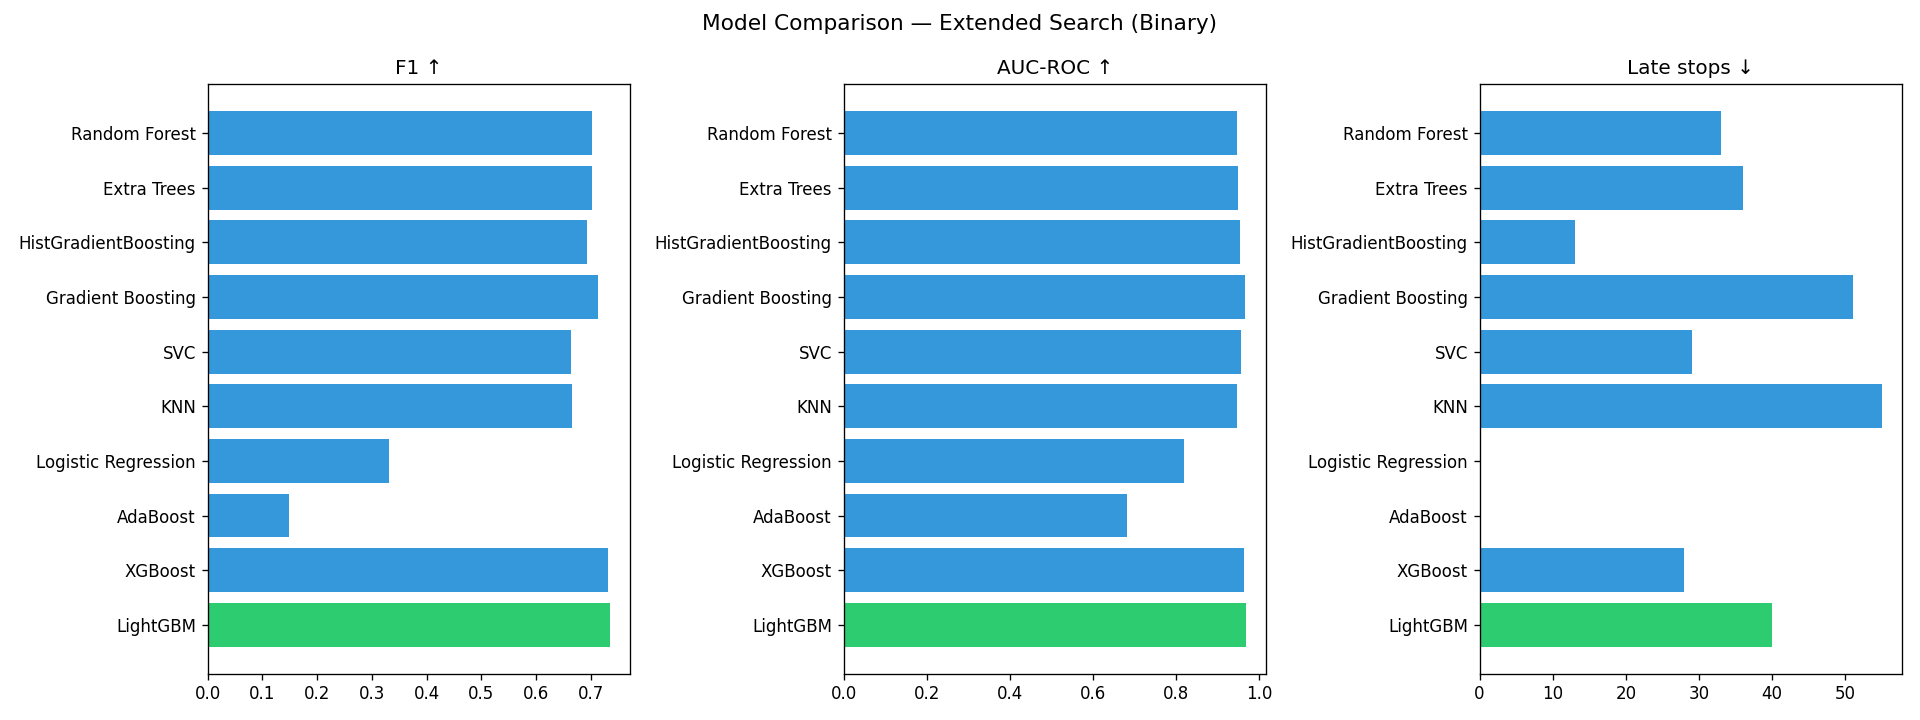 Model Comparison — Extended Search (Binary)
F1 ↑
Random Forest
Extra Trees
HistGradientBoosting
Gradient Boosting
SVC
KNN
Logistic Regression
AdaBoost
XGBoost
LightGBM
0.0 0.1 0.2 0.3 0.4 0.5 0.6 0.7
AUC-ROC ↑
Random Forest
Extra Trees
HistGradientBoosting
Gradient Boosting
SVC
KNN
Logistic Regression
AdaBoost
XGBoost
LightGBM
0.0 0.2 0.4 0.6 0.8 1.0
Late stops ↓
Random Forest
Extra Trees
HistGradientBoosting
Gradient Boosting
SVC
KNN
Logistic Regression
AdaBoost
XGBoost
LightGBM
0 10 20 30 40 50